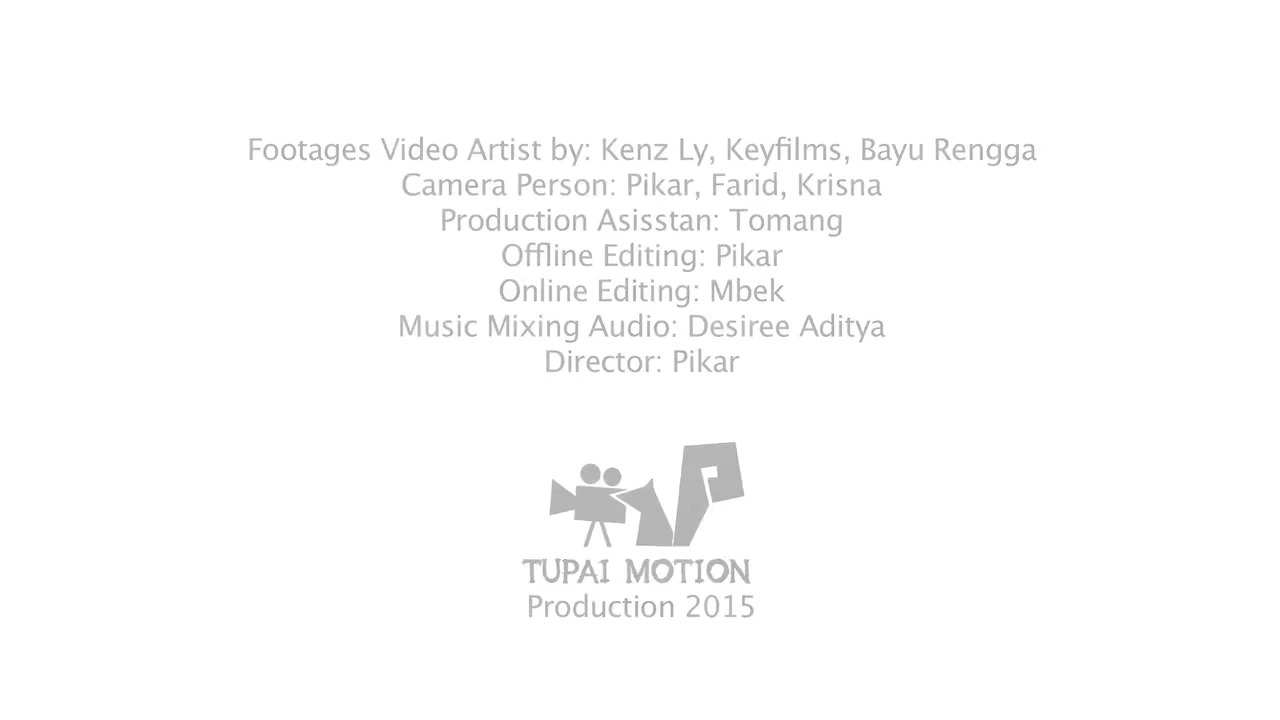 Footages Video Artist by: Kenz Ly, Keyfilms, Bayu Rengga
Camera Person: Pikar, Farid, Krisna
Production Asisstan: Tomang
Offline Editing: Pikar
Online Editing: Mbek
Music Mixing Audio: Desiree Aditya
Director: Pikar
TUPAI MOTION
Production 2015